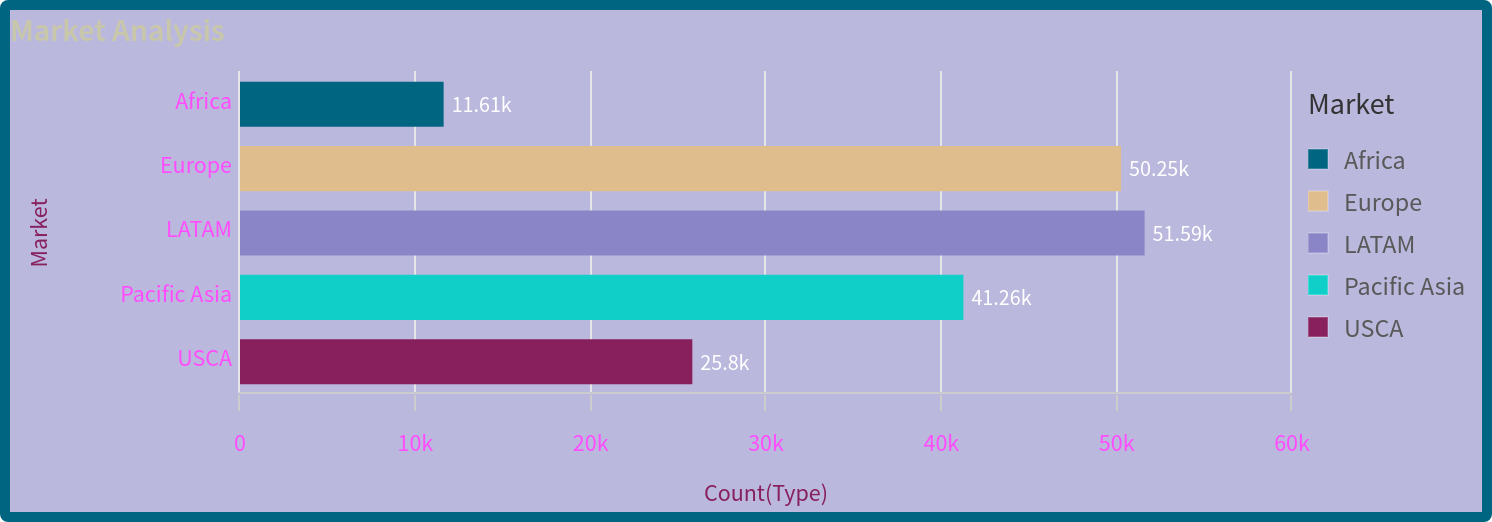 Market Analysis
Market
Africa
11.61k
Europe
50.25k
LATAM
51.59k
Pacific Asia
41.26k
USCA
25.8k
0 10k 20k 30k 40k 50k 60k
Count(Type)
Market
Africa
Europe
LATAM
Pacific Asia
USCA